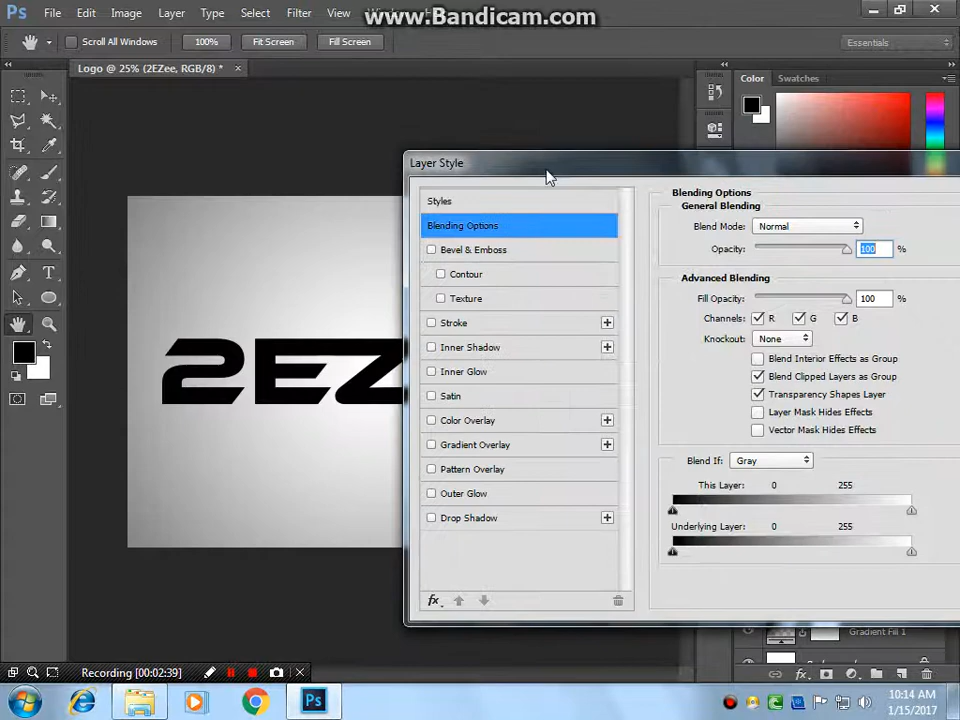 www.Bandicam.com
Ps File Edit Image Layer Type Select Filter View
Scroll All Windows 100% Fit Screen Fill Screen Essentials
Logo @ 25% (2EZee, RGB/8) * ×
Color Swatches
Layer Style
Styles
Blending Options
Bevel & Emboss
Contour
Texture
Stroke
Inner Shadow
Inner Glow
Satin
Color Overlay
Gradient Overlay
Pattern Overlay
Outer Glow
Drop Shadow
fx
Blending Options
General Blending
Blend Mode: Normal
Opacity: 100 %
Advanced Blending
Fill Opacity: 100 %
Channels: R G B
Knockout: None
Blend Interior Effects as Group
Blend Clipped Layers as Group
Transparency Shapes Layer
Layer Mask Hides Effects
Vector Mask Hides Effects
Blend If: Gray
This Layer: 0 255
Underlying Layer: 0 255
2EZ
Gradient Fill 1
fx
Recording [00:02:39]
Ps
10:14 AM
1/15/2017